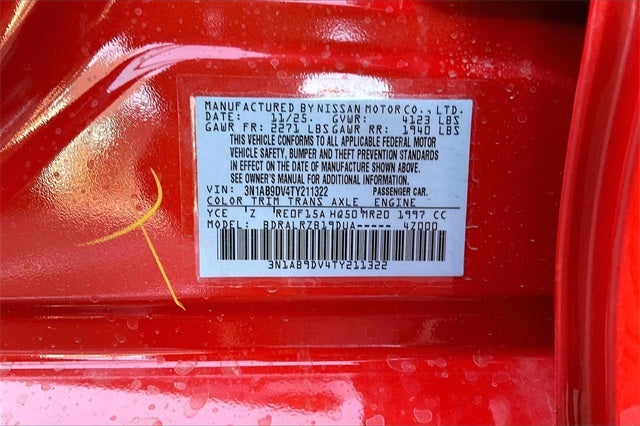 MANUFACTURED BY NISSAN MOTOR CO., LTD.
DATE: 11/25. GVWR: 4123 LBS
GAWR FR: 2271 LBS GAWR RR: 1940 LBS
THIS VEHICLE CONFORMS TO ALL APPLICABLE FEDERAL MOTOR
VEHICLE SAFETY, BUMPER AND THEFT PREVENTION STANDARDS
IN EFFECT ON THE DATE OF MANUFACTURE SHOWN ABOVE.
SEE OWNER'S MANUAL FOR ADDITIONAL INFORMATION.
VIN: 3N1AB9DV4TY211322 PASSENGER CAR.
COLOR TRIM TRANS AXLE ENGINE
YCE Z RE0F15A HQ50 MR20 1997 CC
MODEL: BDRALRZB19DUA----- 4Z000
3N1AB9DV4TY211322